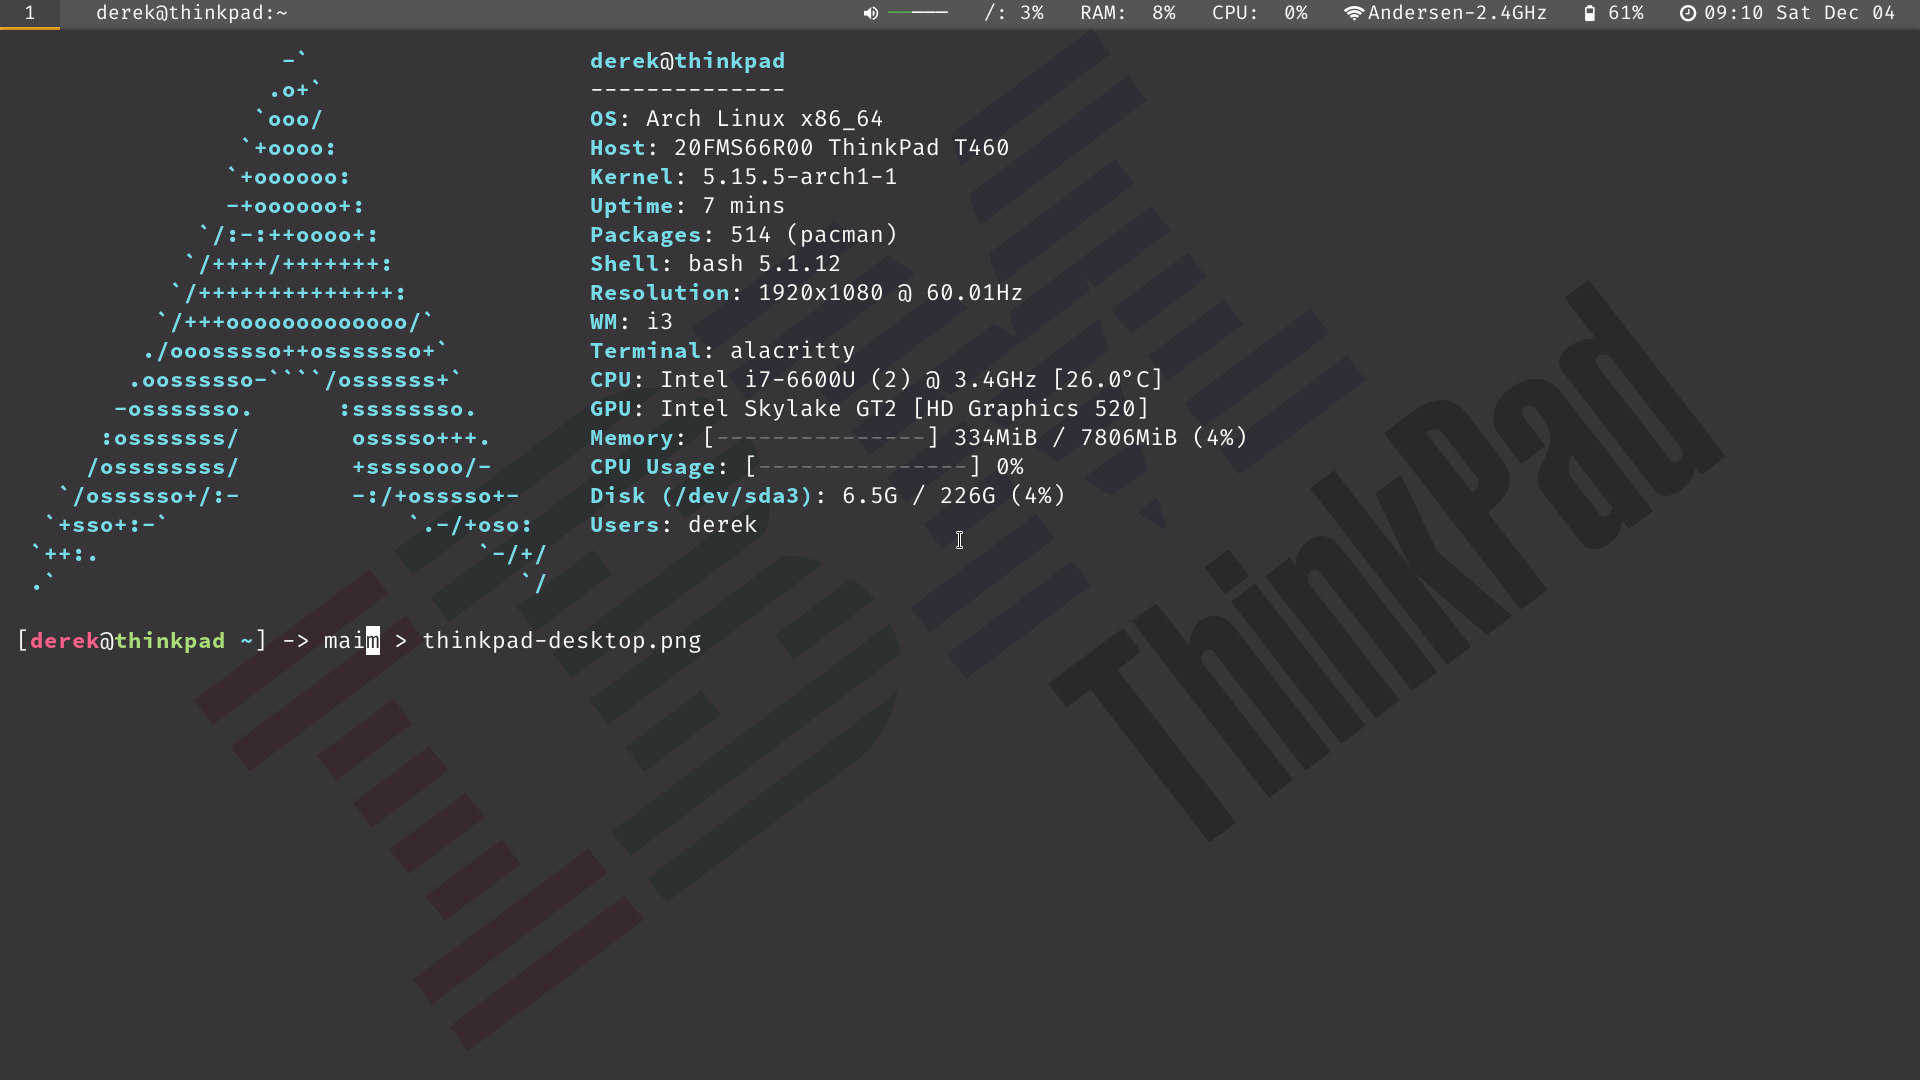 1 derek@thinkpad:~ /: 3% RAM: 8% CPU: 0% Andersen-2.4GHz 61% 09:10 Sat Dec 04
-`
.o+`
`ooo/
`+oooo:
`+oooooo:
-+oooooo+:
`/:-:++oooo+:
`/++++/+++++++:
`/++++++++++++++:
`/+++ooooooooooooo/`
./ooosssso++osssssso+`
.oossssso-````/ossssss+`
-osssssso. :ssssssso.
:osssssss/ osssso+++.
/ossssssss/ +ssssooo/-
`/ossssso+/:- -:/+osssso+-
`+sso+:-` `.-/+oso:
`++:. `-/+/
.` `/
derek@thinkpad
--------------
OS: Arch Linux x86_64
Host: 20FMS66R00 ThinkPad T460
Kernel: 5.15.5-arch1-1
Uptime: 7 mins
Packages: 514 (pacman)
Shell: bash 5.1.12
Resolution: 1920x1080 @ 60.01Hz
WM: i3
Terminal: alacritty
CPU: Intel i7-6600U (2) @ 3.4GHz [26.0°C]
GPU: Intel Skylake GT2 [HD Graphics 520]
Memory: [---------------] 334MiB / 7806MiB (4%)
CPU Usage: [---------------] 0%
Disk (/dev/sda3): 6.5G / 226G (4%)
Users: derek
[derek@thinkpad ~] -> maim > thinkpad-desktop.png
IBM
ThinkPad